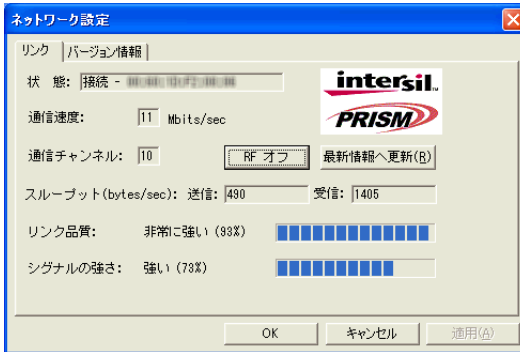 ネットワーク設定
リンク バージョン情報
状 態: 接続 -
intersil.
通信速度: 11 Mbits/sec
PRISM
通信チャンネル: 10 RF オフ 最新情報へ更新(R)
スループット(bytes/sec): 送信: 490 受信: 1405
リンク品質: 非常に強い (93%)
シグナルの強さ: 強い (73%)
OK キャンセル 適用(A)